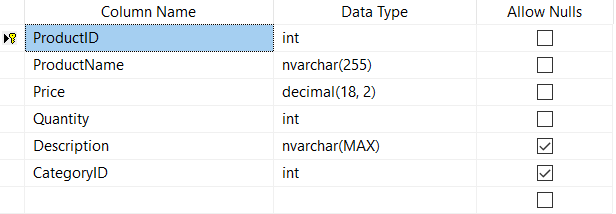 Column Name Data Type Allow Nulls
ProductID int
ProductName nvarchar(255)
Price decimal(18, 2)
Quantity int
Description nvarchar(MAX)
CategoryID int